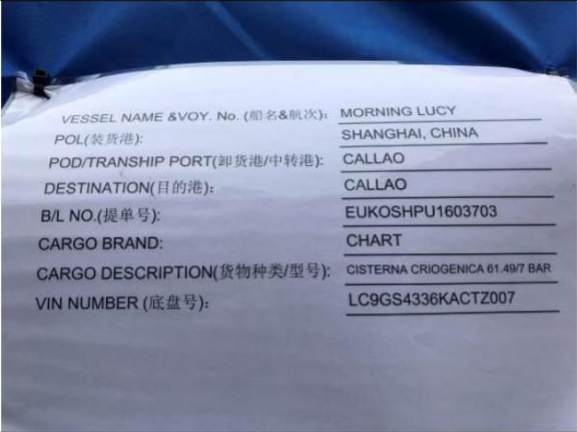 VESSEL NAME &VOY. No. (船名&航次): MORNING LUCY
POL(装货港): SHANGHAI, CHINA
POD/TRANSHIP PORT(卸货港/中转港): CALLAO
DESTINATION(目的港): CALLAO
B/L NO.(提单号): EUKOSHPU1603703
CARGO BRAND: CHART
CARGO DESCRIPTION(货物种类/型号): CISTERNA CRIOGENICA 61.49/7 BAR
VIN NUMBER (底盘号): LC9GS4336KACTZ007